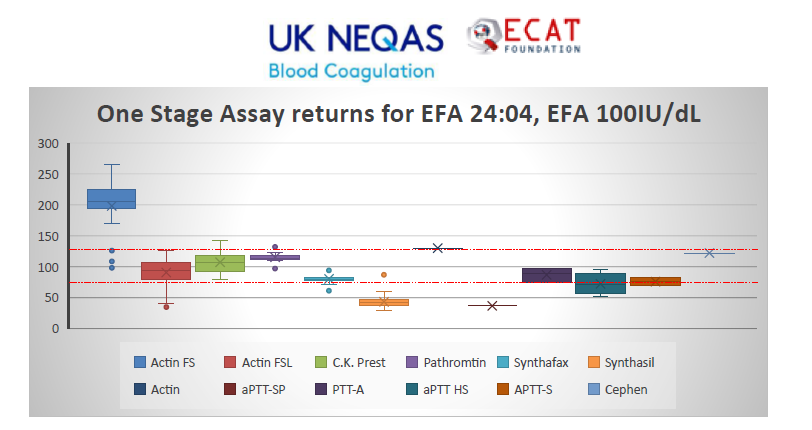 UK NEQAS
Blood Coagulation
ECAT
FOUNDATION
One Stage Assay returns for EFA 24:04, EFA 100IU/dL
300
250
200
150
100
50
0
Actin FS
Actin FSL
C.K. Prest
Pathromtin
Synthafax
Synthasil
Actin
aPTT-SP
PTT-A
aPTT HS
APTT-S
Cephen